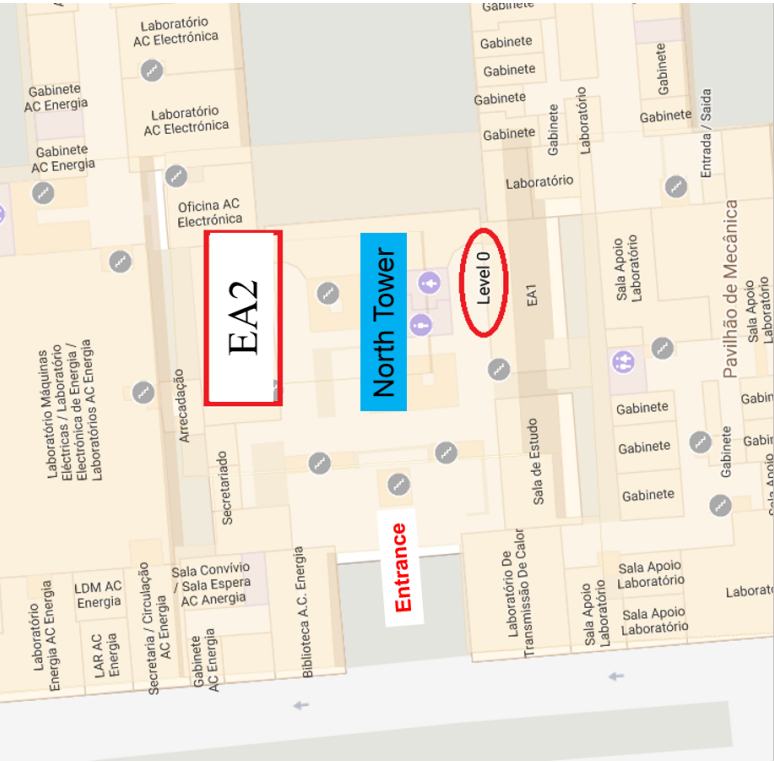 Gabinete
Laboratório
AC Electrónica
Gabinete
Gabinete
Gabinete
AC Energia
Gabinete
Laboratório
AC Electrónica
Gabinete
Gabinete
Laboratório
Gabinete
Gabinete
Entrada / Saida
Gabinete
AC Energia
Laboratório
Oficina AC
Electrónica
EA2
North Tower
Level 0
EA1
Sala Apoio
Laboratório
Pavilhão de Mecânica
Sala Apoio
Laboratório
Laboratório Máquinas
Eléctricas / Laboratório
Electrónica de Energia /
Laboratórios AC Energia
Arrecadação
Gabinete
Gabinete
Gabinete
Gabinete
Secretariado
Sala de Estudo
Sala Apoio
Entrance
Laboratório De
Transmissão De Calor
Biblioteca A.C. Energia
Sala Convívio
/ Sala Espera
AC Anergia
LDM AC
Energia
Laboratório
Energia AC Energia
LAR AC
Energia
Secretaria / Circulação
AC Energia
Gabinete
AC Energia
Sala Apoio
Laboratório
Sala Apoio
Laboratório
Sala Apoio
Laboratório